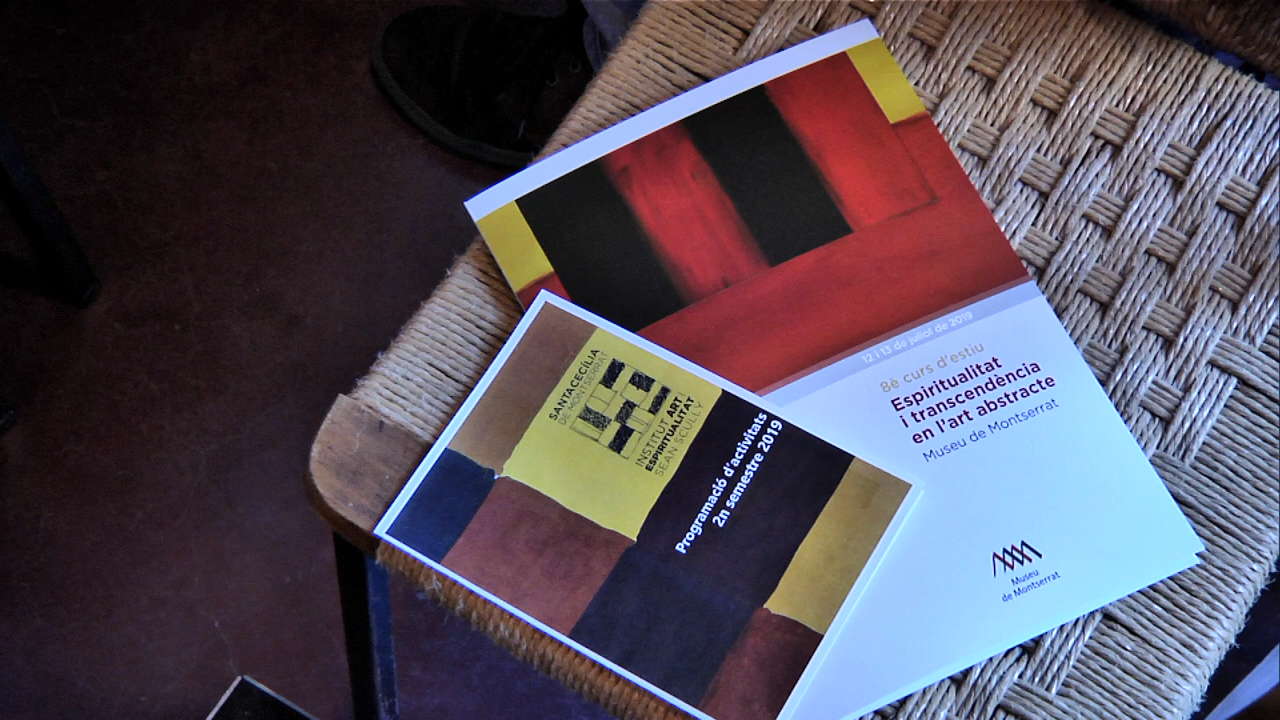 12 i 13 de juliol de 2019
8è curs d'estiu
Espiritualitat
i transcendència
en l'art abstracte
Museu de Montserrat
Museu
de Montserrat
SANTACECÍLIA
DE MONTSERRAT
INSTITUT ART
ESPIRITUALITAT
SEAN SCULLY
Programació d'activitats
2n semestre 2019